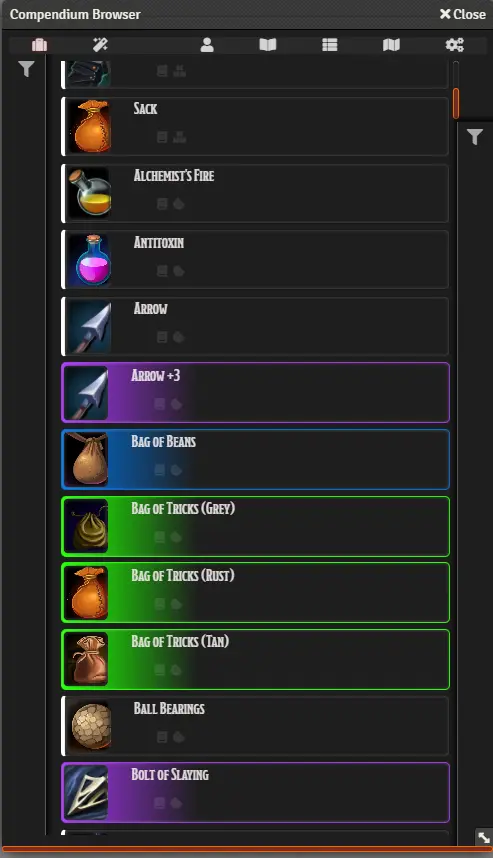 Compendium Browser
Close
Sack
Alchemist's Fire
Antitoxin
Arrow
Arrow +3
Bag of Beans
Bag of Tricks (Grey)
Bag of Tricks (Rust)
Bag of Tricks (Tan)
Ball Bearings
Bolt of Slaying